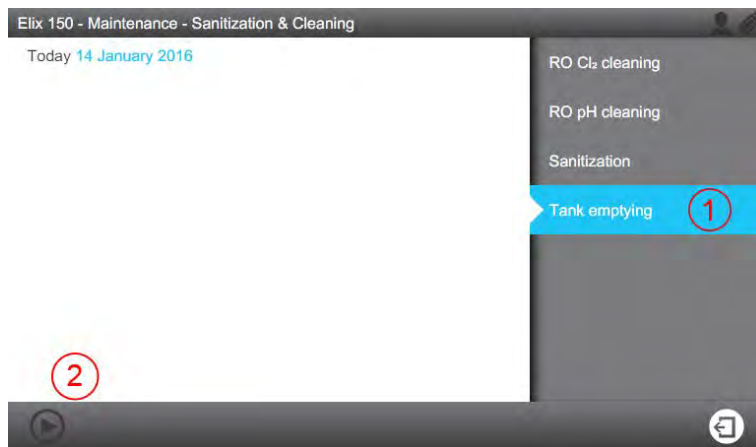 Elix 150 - Maintenance - Sanitization & Cleaning
Today 14 January 2016
RO Cl₂ cleaning
RO pH cleaning
Sanitization
Tank emptying 1
2